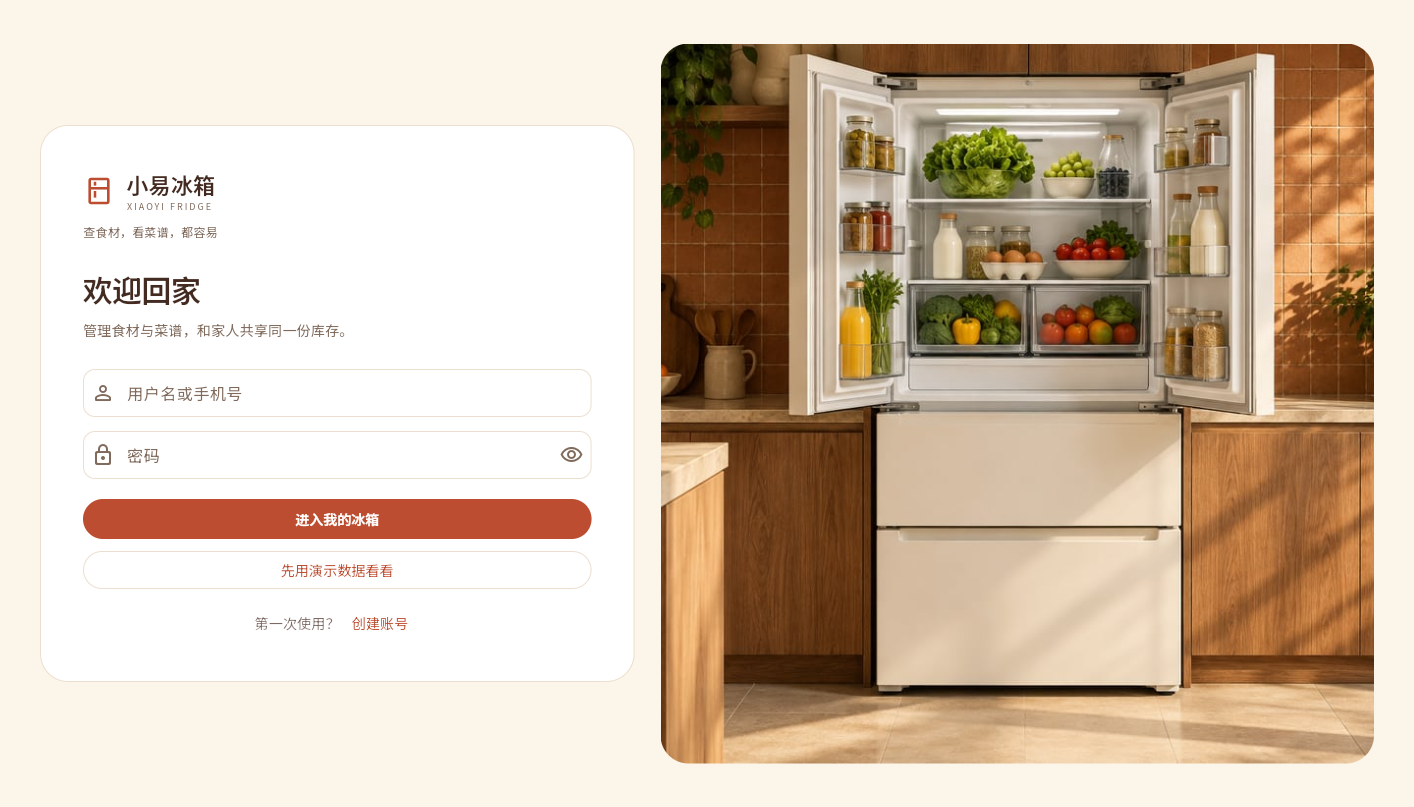 小易冰箱
XIAOYI FRIDGE
查食材，看菜谱，都容易
欢迎回家
管理食材与菜谱，和家人共享同一份库存。
用户名或手机号
密码
进入我的冰箱
先用演示数据看看
第一次使用？ 创建账号